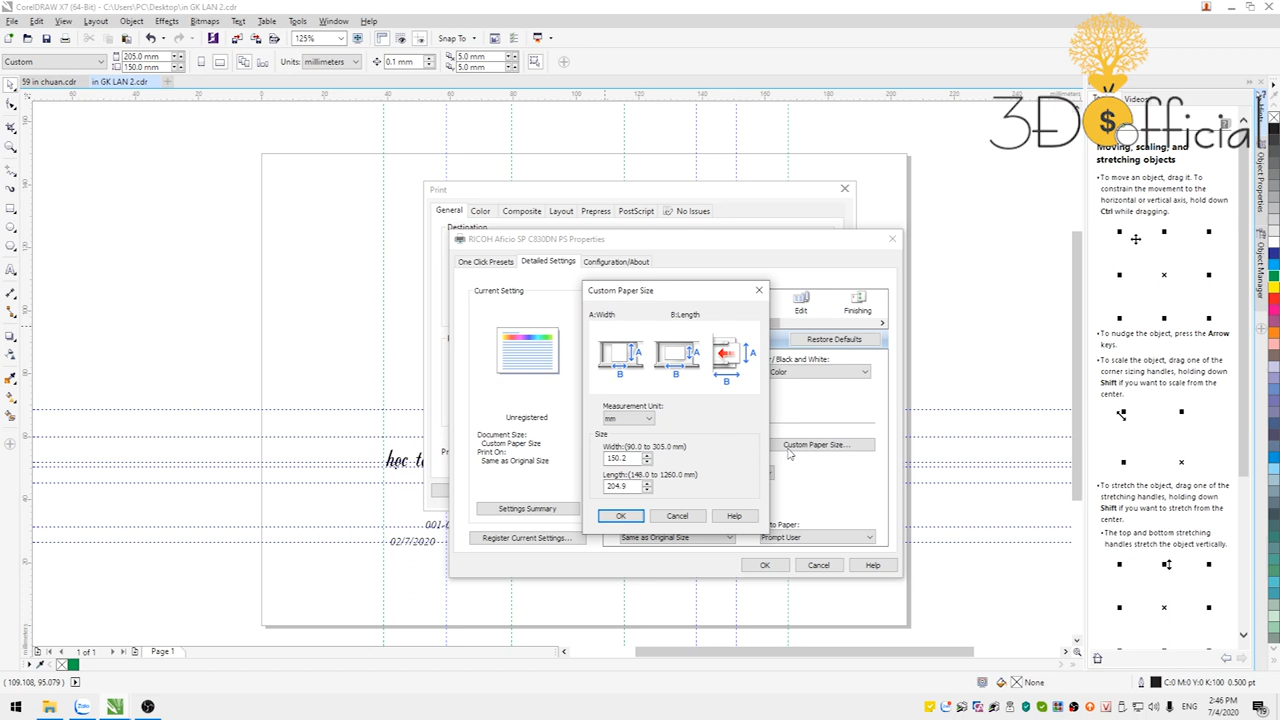 CorelDRAW X7 (64-Bit) - C:\Users\PC\Desktop\in GK LAN 2.cdr
File Edit View Layout Object Effects Bitmaps Text Table Tools Window Help
125% Snap To
Custom 205.0 mm 150.0 mm Units: millimeters 0.1 mm 5.0 mm 5.0 mm
59 in chuan.cdr in GK LAN 2.cdr
3D $ official
Videos
Print
General Color Composite Layout Prepress PostScript No Issues
Destination
RICOH Aficio SP C830DN PS Properties
One Click Presets Detailed Settings Configuration/About
Current Setting
Unregistered
Document Size:
Custom Paper Size
Print On:
Same as Original Size
Settings Summary
Register Current Settings...
Custom Paper Size
A:Width B:Length
Measurement Unit:
mm
Size
Width:(90.0 to 305.0 mm)
150.2
Length:(148.0 to 1260.0 mm)
204.9
OK Cancel Help
Edit Finishing
Restore Defaults
/ Black and White:
Color
Custom Paper Size...
to Paper:
Same as Original Size Prompt User
OK Cancel Help
học t
001-
02/7/2020
Moving, scaling, and
stretching objects
•To move an object, drag it. To
constrain the movement to the
horizontal or vertical axis, hold down
Ctrl while dragging.
•To nudge the object, press the Arrow
keys.
•To scale the object, drag one of the
corner sizing handles, holding down
Shift if you want to scale from the
center.
•To stretch the object, drag one of the
stretching handles, holding down
Shift if you want to stretch from the
center.
•The top and bottom stretching
handles stretch the object vertically.
Object Properties
Object Manager
1 of 1 Page 1
(109.108, 95.079) None C:0 M:0 Y:0 K:100 0.500 pt
Zalo
ENG
2:46 PM
7/4/2020